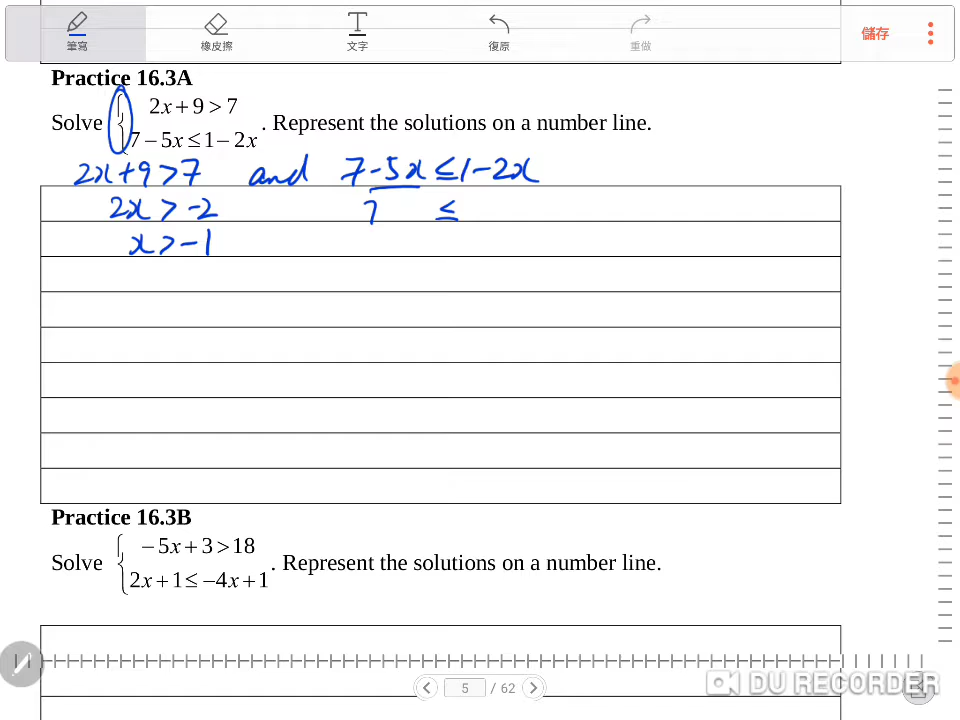 筆寫 橡皮擦 文字 復原 重做 儲存
Practice 16.3A
2x + 9 > 7
Solve . Represent the solutions on a number line.
7 − 5x ≤ 1 − 2x
2x+9>7 and 7-5x ≤1-2x
2x > -2 7 ≤
x > -1
Practice 16.3B
− 5x + 3 > 18
Solve . Represent the solutions on a number line.
2x + 1 ≤ −4x + 1
5 / 62
DU RECORDER